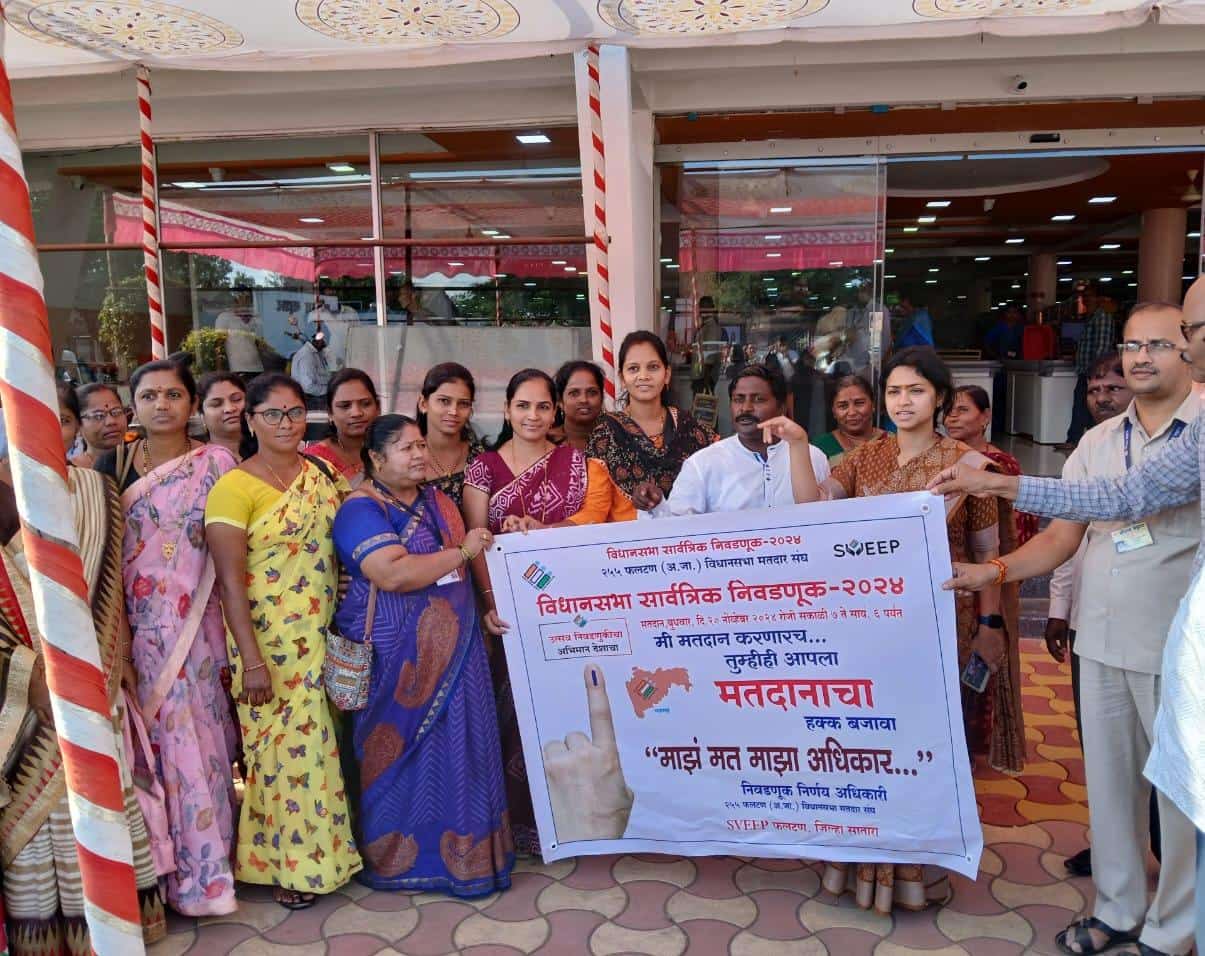 विधानसभा सार्वत्रिक निवडणूक-२०२४
SVEEP
२५५ फलटण (अ.जा.) विधानसभा मतदार संघ
विधानसभा सार्वत्रिक निवडणूक-२०२४
मतदान,बुधवार, दि.२० नोव्हेंबर २०२४ रोजी सकाळी ७ ते सायं. ६ पर्यंत
उत्सव निवडणुकीचा
अभिमान देशाचा
मी मतदान करणारच...
तुम्हीही आपला
मतदानाचा
हक्क बजावा
“माझं मत माझा अधिकार...”
निवडणूक निर्णय अधिकारी
२५५ फलटण (अ.जा.) विधानसभा मतदार संघ
SVEEP फलटण, जिल्हा सातारा